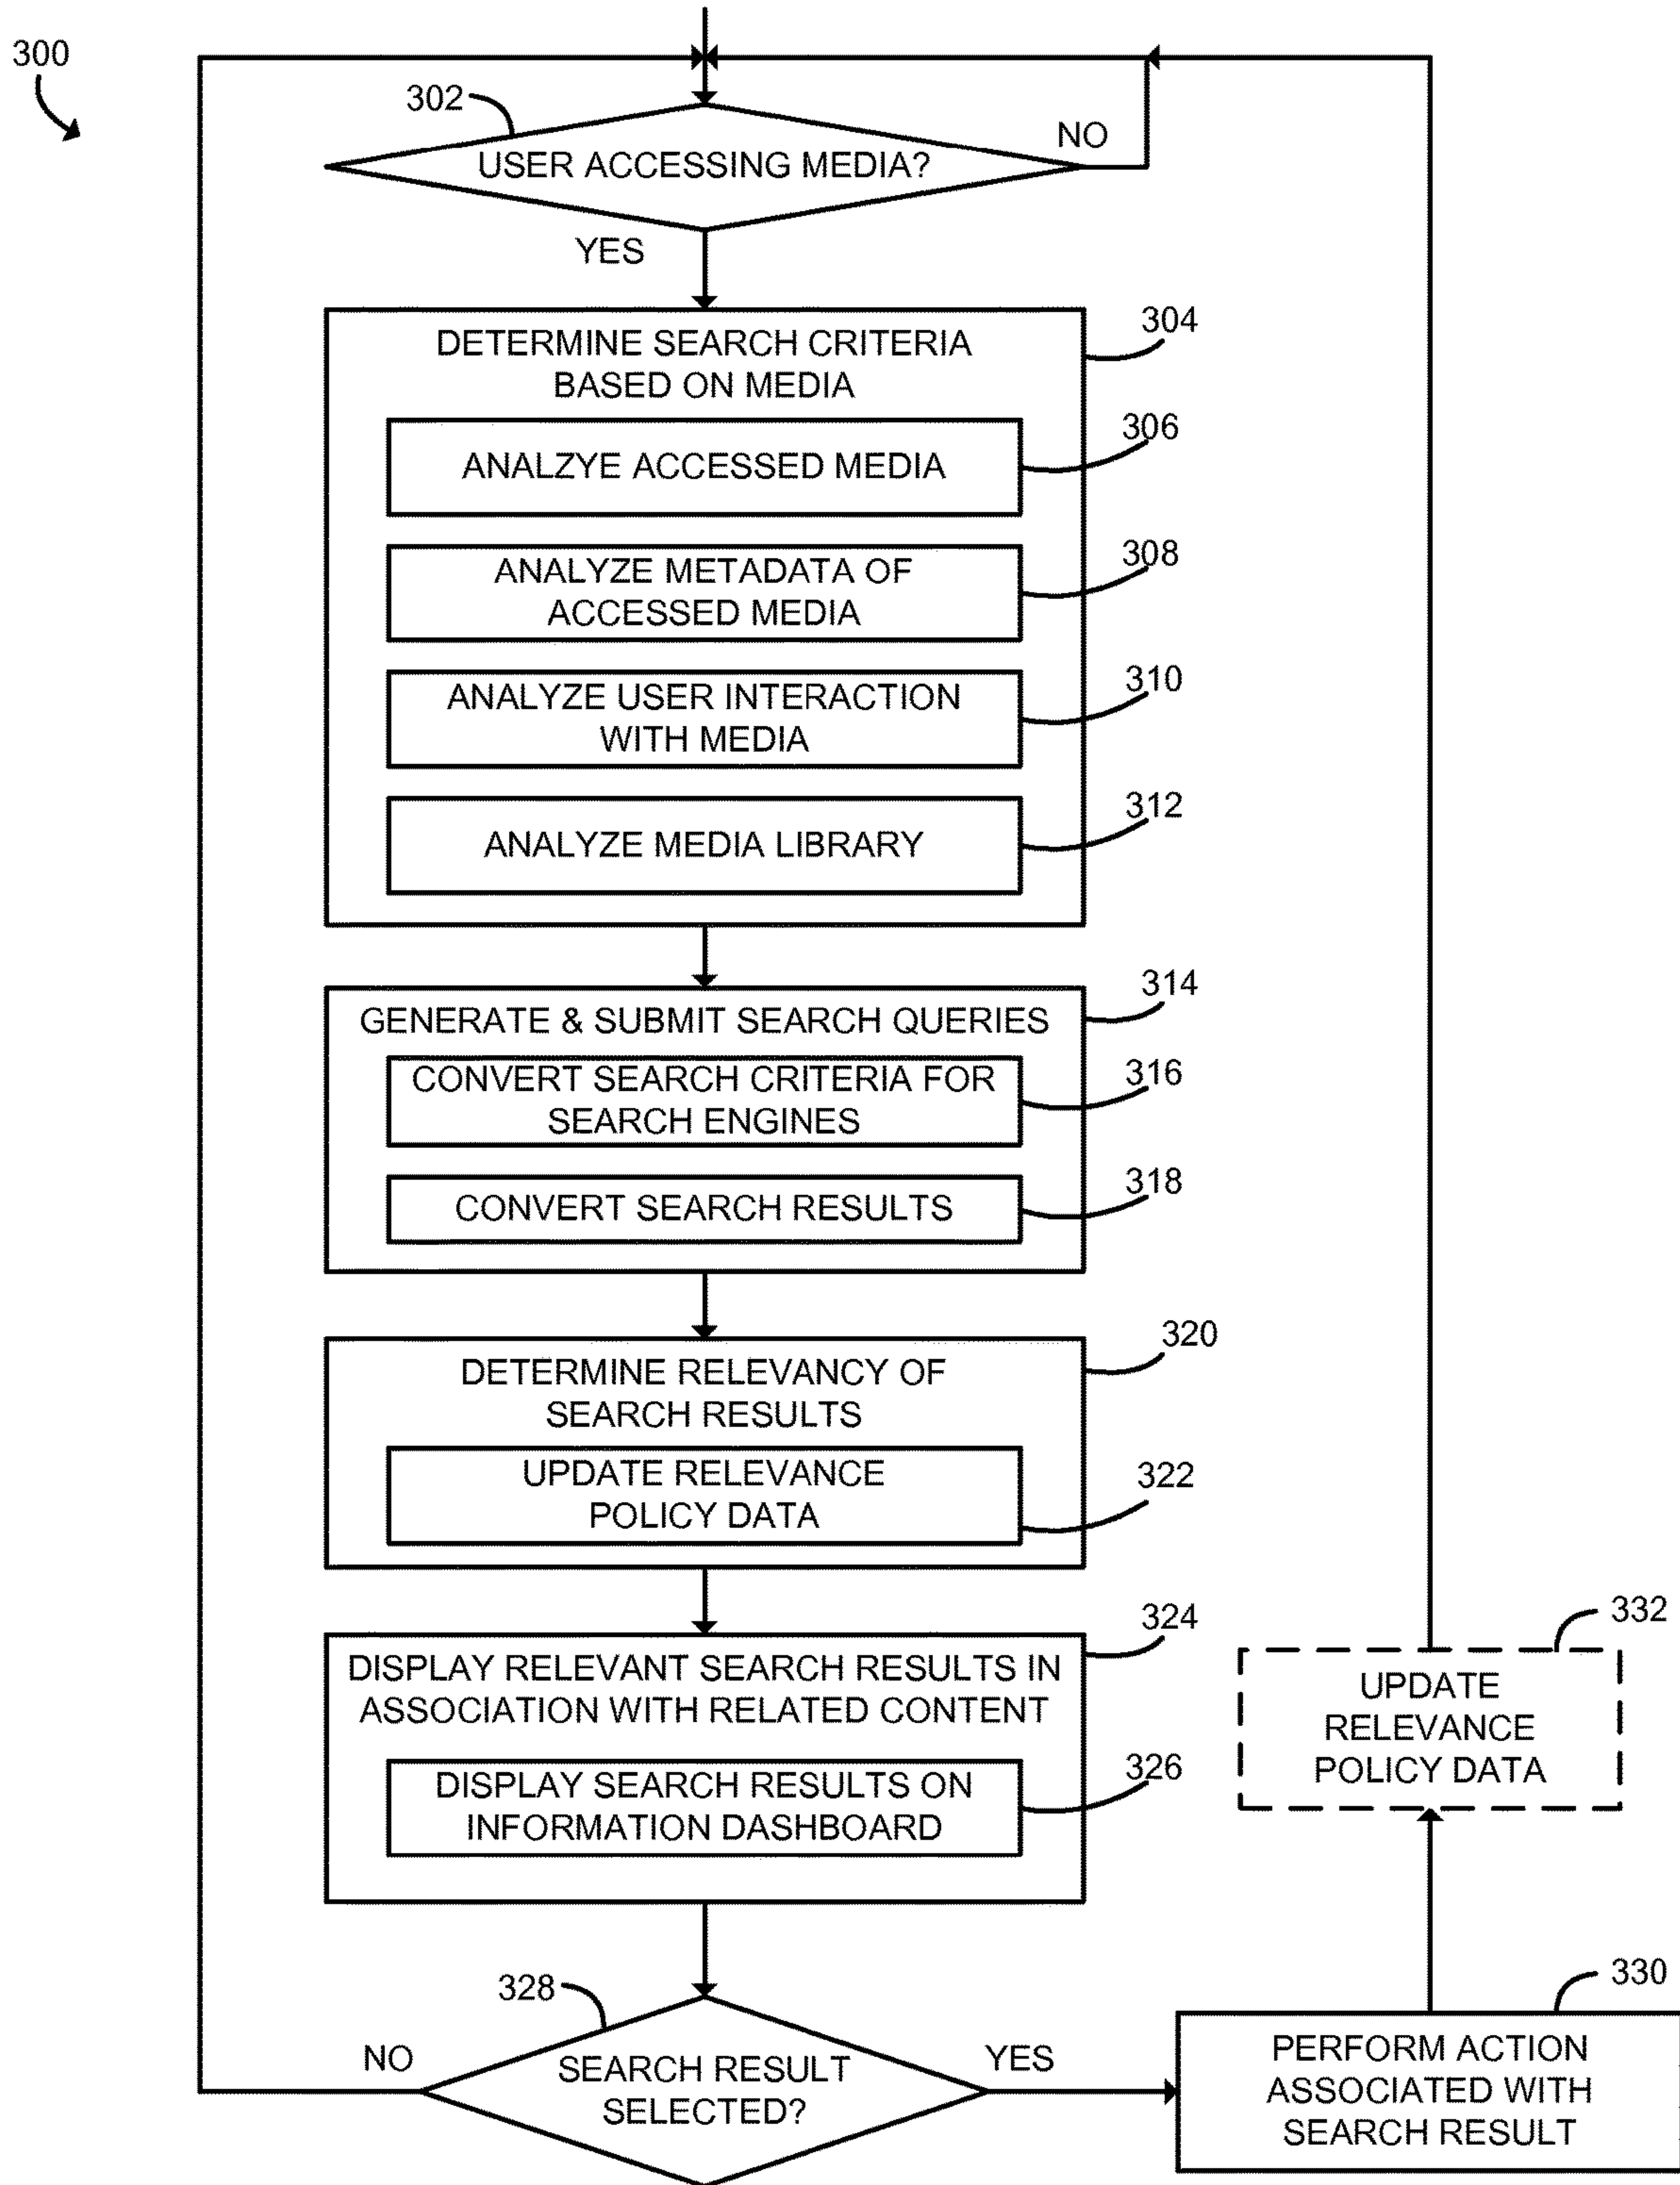 300
302
USER ACCESSING MEDIA?
NO
YES
304
DETERMINE SEARCH CRITERIA
BASED ON MEDIA
306
ANALZYE ACCESSED MEDIA
308
ANALYZE METADATA OF
ACCESSED MEDIA
310
ANALYZE USER INTERACTION
WITH MEDIA
312
ANALYZE MEDIA LIBRARY
314
GENERATE & SUBMIT SEARCH QUERIES
316
CONVERT SEARCH CRITERIA FOR
SEARCH ENGINES
318
CONVERT SEARCH RESULTS
320
DETERMINE RELEVANCY OF
SEARCH RESULTS
322
UPDATE RELEVANCE
POLICY DATA
324
DISPLAY RELEVANT SEARCH RESULTS IN
ASSOCIATION WITH RELATED CONTENT
326
DISPLAY SEARCH RESULTS ON
INFORMATION DASHBOARD
328
SEARCH RESULT
SELECTED?
NO
YES
330
PERFORM ACTION
ASSOCIATED WITH
SEARCH RESULT
332
UPDATE
RELEVANCE
POLICY DATA